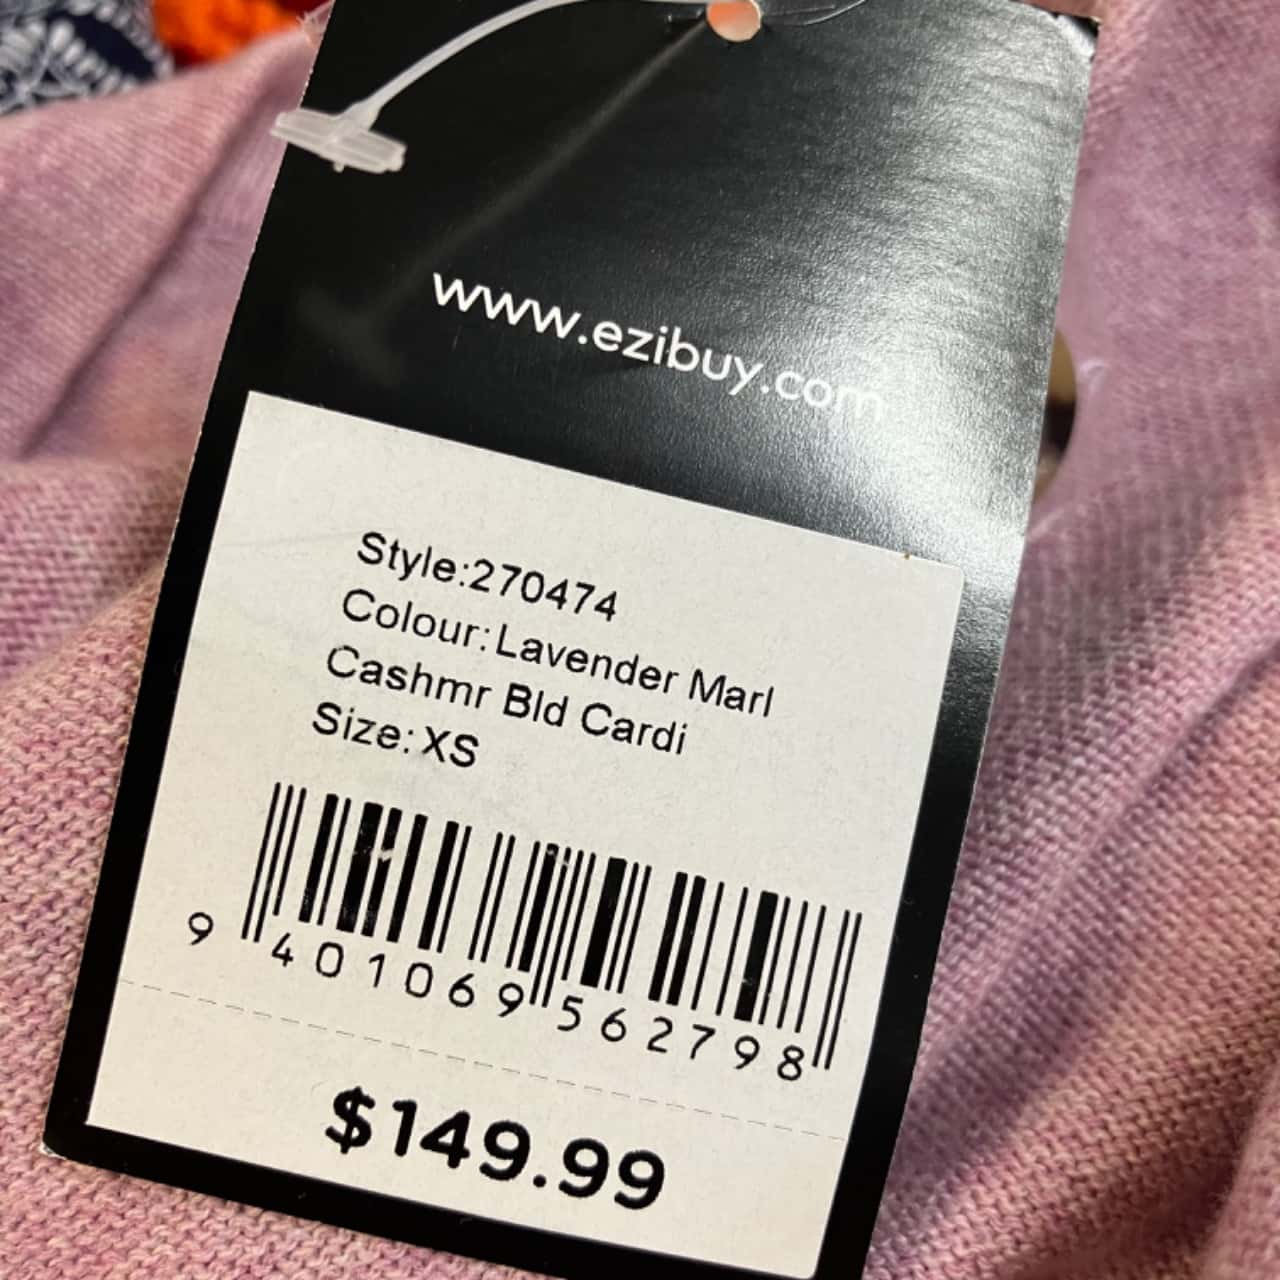 www.ezibuy.com
Style:270474
Colour:Lavender Marl
Cashmr Bld Cardi
Size:XS
9 401069 562798
$149.99